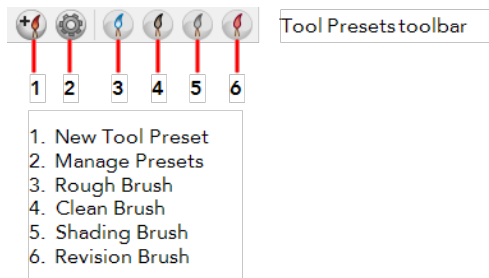 Tool Presets toolbar
1 2 3 4 5 6
1. New Tool Preset
2. Manage Presets
3. Rough Brush
4. Clean Brush
5. Shading Brush
6. Revision Brush